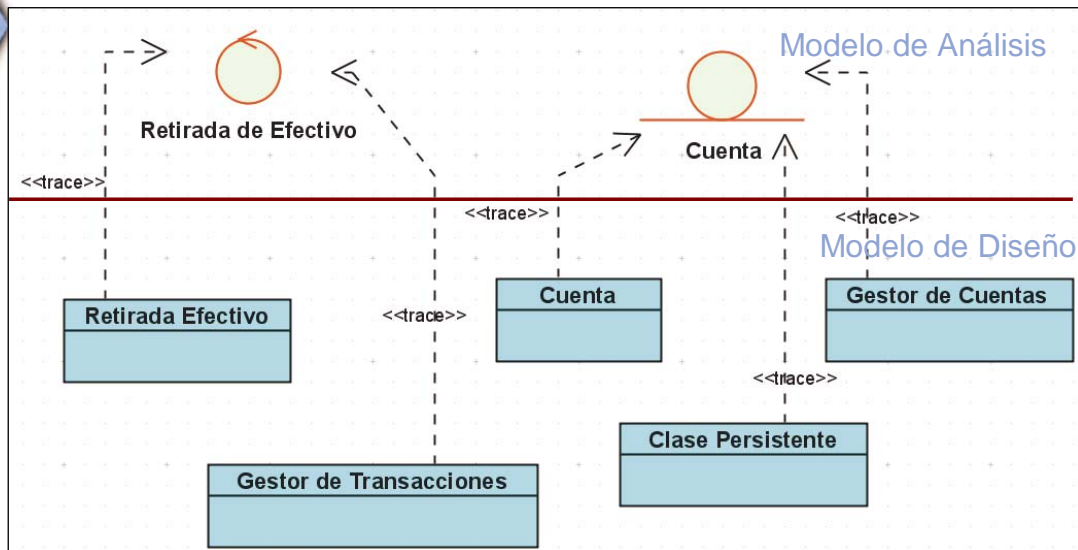 Modelo de Análisis
Retirada de Efectivo
Cuenta
<<trace>>
<<trace>>
<<trace>>
Modelo de Diseño
Retirada Efectivo
<<trace>>
Cuenta
Gestor de Cuentas
<<trace>>
Clase Persistente
Gestor de Transacciones